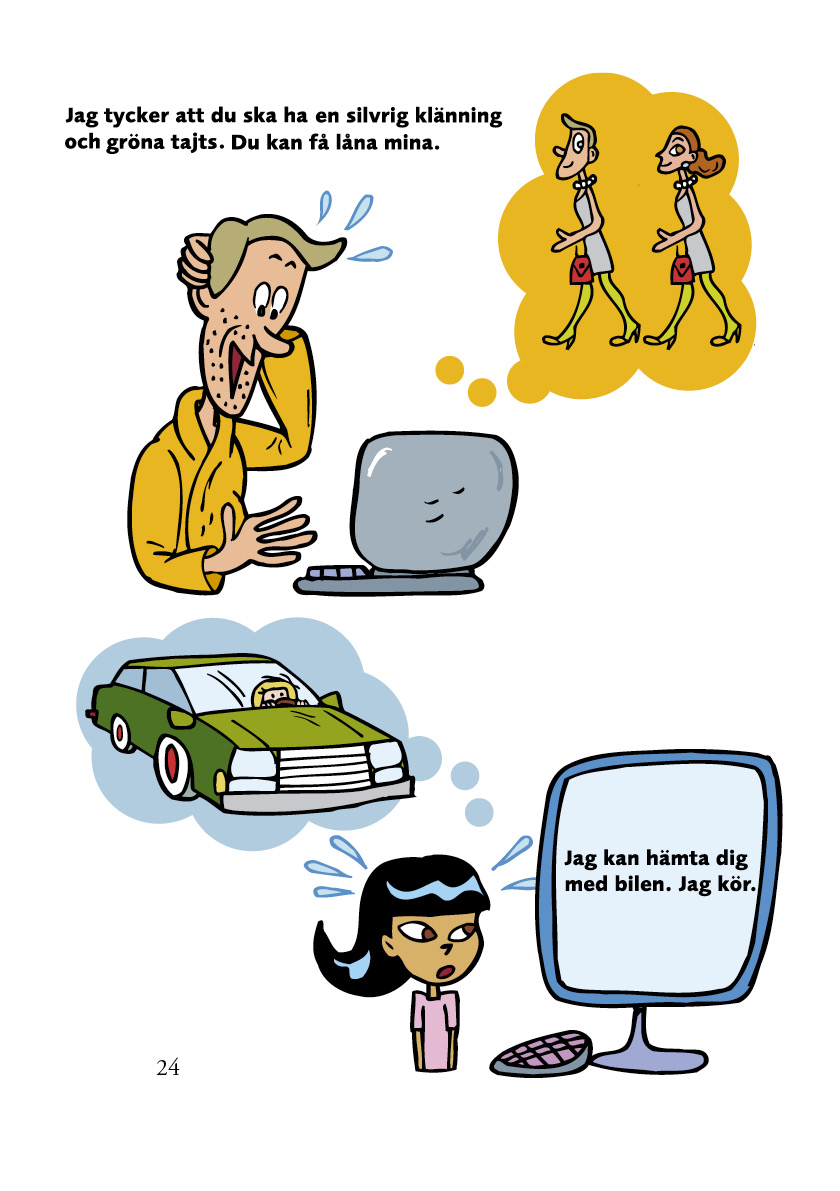 Jag tycker att du ska ha en silvrig klänning
och gröna tajts. Du kan få låna mina.
Jag kan hämta dig
med bilen. Jag kör.
24